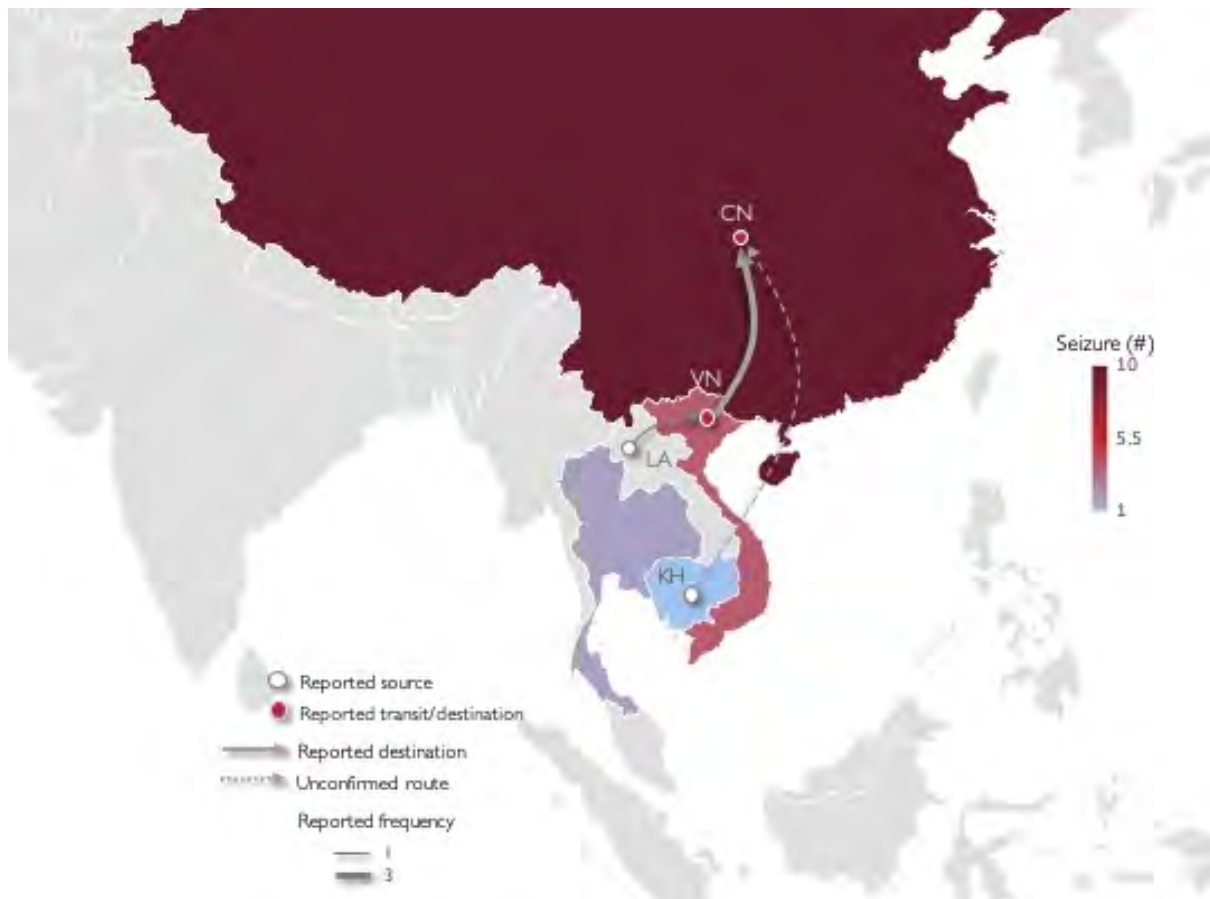 CN
VN
LA
KH
Seizure (#)
10
5.5
1
Reported source
Reported transit/destination
Reported destination
Unconfirmed route
Reported frequency
1
3